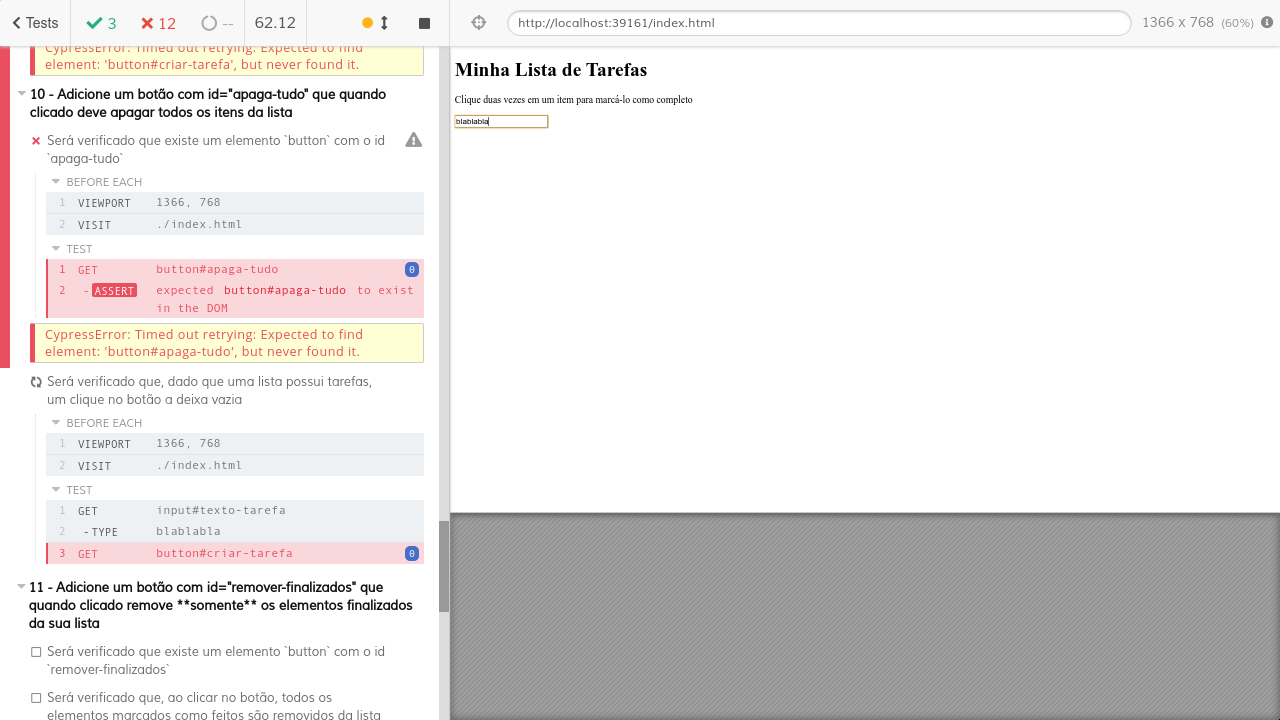 Tests
3
12
--
62.12
http://localhost:39161/index.html
1366 x 768 (60%)
CypressError: Timed out retrying: Expected to find
element: 'button#criar-tarefa', but never found it.
10 - Adicione um botão com id="apaga-tudo" que quando
clicado deve apagar todos os itens da lista
Será verificado que existe um elemento `button` com o id
`apaga-tudo`
BEFORE EACH
1 VIEWPORT 1366, 768
2 VISIT ./index.html
TEST
1 GET button#apaga-tudo 0
2 -ASSERT expected button#apaga-tudo to exist
in the DOM
CypressError: Timed out retrying: Expected to find
element: 'button#apaga-tudo', but never found it.
Será verificado que, dado que uma lista possui tarefas,
um clique no botão a deixa vazia
BEFORE EACH
1 VIEWPORT 1366, 768
2 VISIT ./index.html
TEST
1 GET input#texto-tarefa
2 -TYPE blablabla
3 GET button#criar-tarefa 0
11 - Adicione um botão com id="remover-finalizados" que
quando clicado remove **somente** os elementos finalizados
da sua lista
Será verificado que existe um elemento `button` com o id
`remover-finalizados`
Será verificado que, ao clicar no botão, todos os
elementos marcados como feitos são removidos da lista
Minha Lista de Tarefas
Clique duas vezes em um item para marcá-lo como completo
blablabla